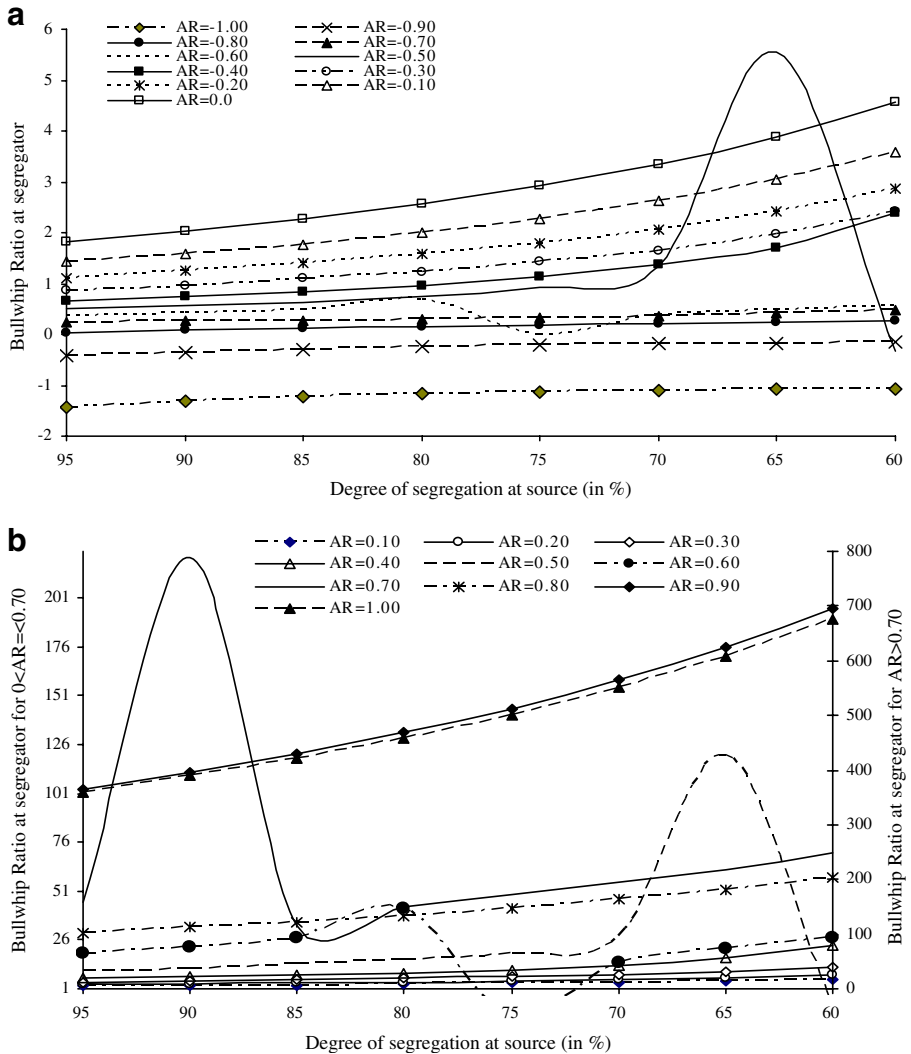 a
AR=-1.00 AR=-0.90
AR=-0.80 AR=-0.70
AR=-0.60 AR=-0.50
AR=-0.40 AR=-0.30
AR=-0.20 AR=-0.10
AR=0.0
Bullwhip Ratio at segregator
6
5
4
3
2
1
0
-1
-2
95 90 85 80 75 70 65 60
Degree of segregation at source (in %)
b
AR=0.10 AR=0.20 AR=0.30
AR=0.40 AR=0.50 AR=0.60
AR=0.70 AR=0.80 AR=0.90
AR=1.00
Bullwhip Ratio at segregator for 0<AR=<0.70
201
176
151
126
101
76
51
26
1
800
700
600
500
400
300
200
100
0
Bullwhip Ratio at segregator for AR>0.70
95 90 85 80 75 70 65 60
Degree of segregation at source (in %)